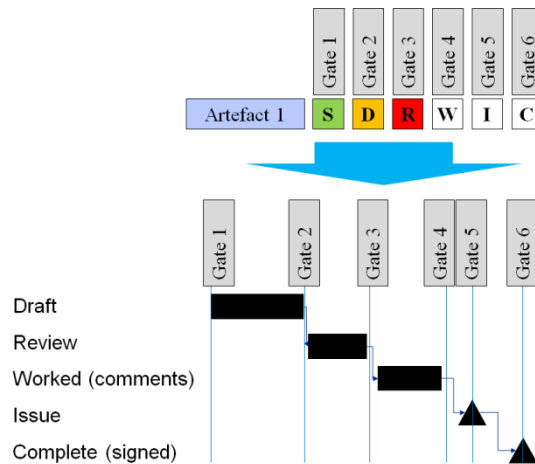 Gate 1
Gate 2
Gate 3
Gate 4
Gate 5
Gate 6
Artefact 1 S D R W I C
Gate 1
Gate 2
Gate 3
Gate 4
Gate 5
Gate 6
Draft
Review
Worked (comments)
Issue
Complete (signed)